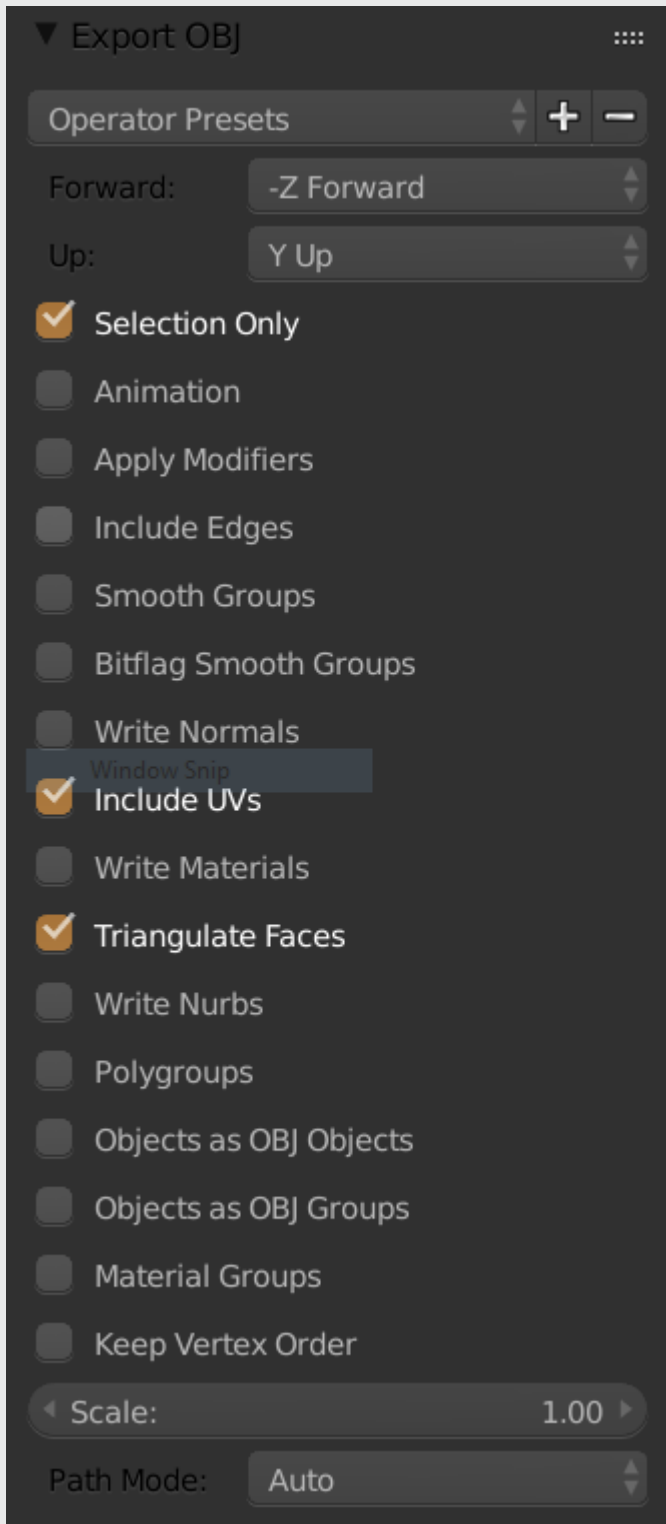 Export OBJ
Operator Presets
Forward: -Z Forward
Up: Y Up
Selection Only
Animation
Apply Modifiers
Include Edges
Smooth Groups
Bitflag Smooth Groups
Write Normals
Window Snip
Include UVs
Write Materials
Triangulate Faces
Write Nurbs
Polygroups
Objects as OBJ Objects
Objects as OBJ Groups
Material Groups
Keep Vertex Order
Scale: 1.00
Path Mode: Auto